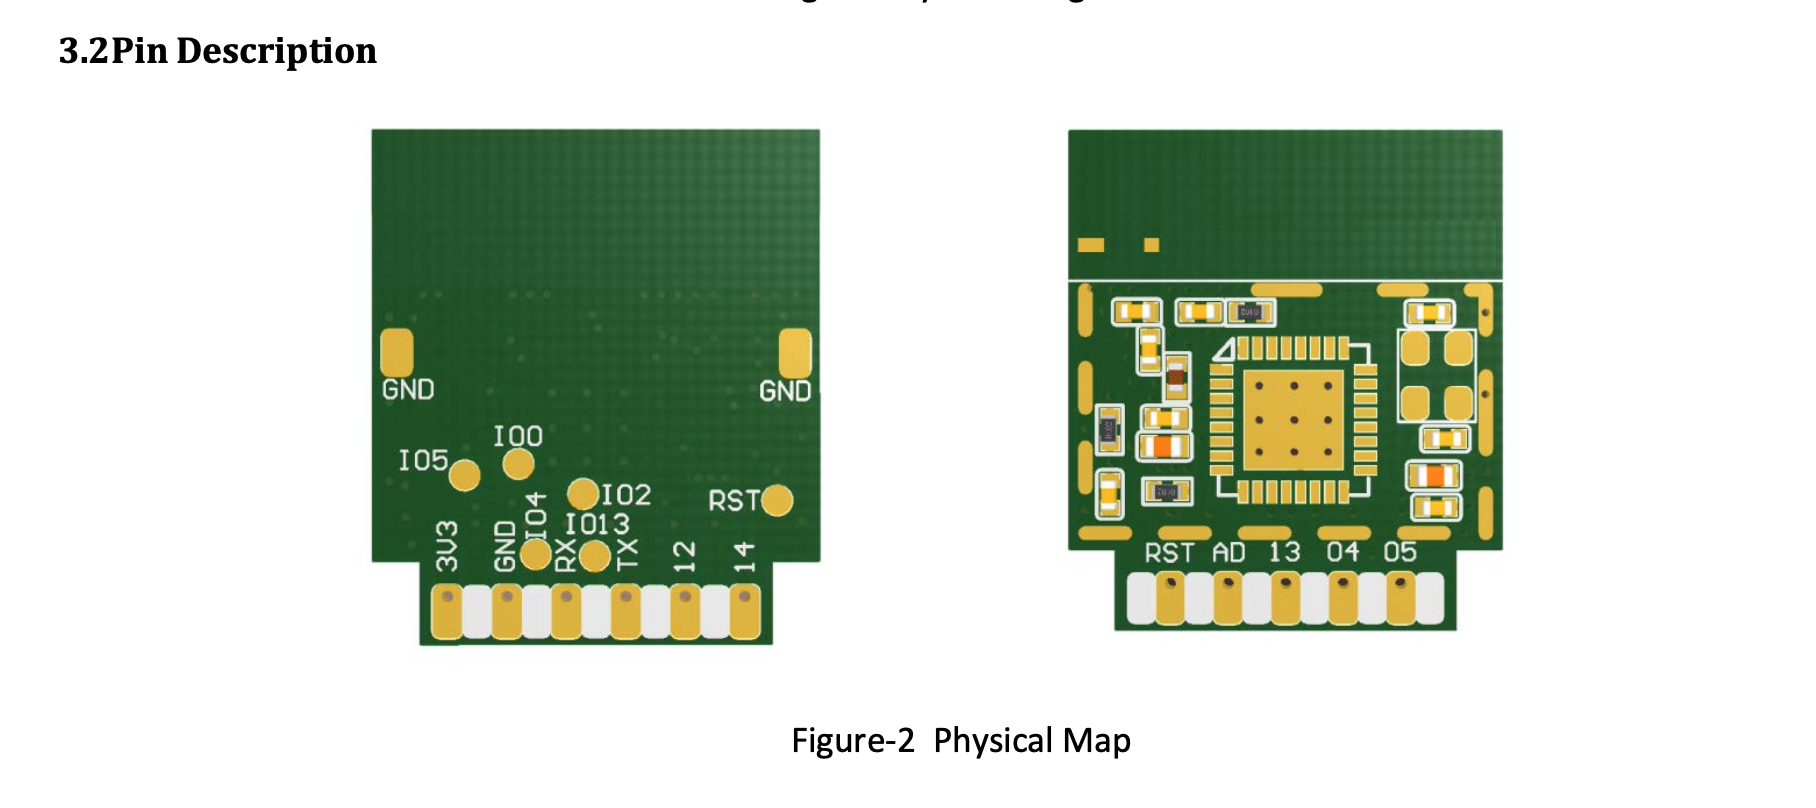 3.2Pin Description
GND
GND
IO0
IO5
IO2
RST
IO4
IO13
3V3
GND
RX
TX
12
14
RST AD 13 04 05
Figure-2 Physical Map